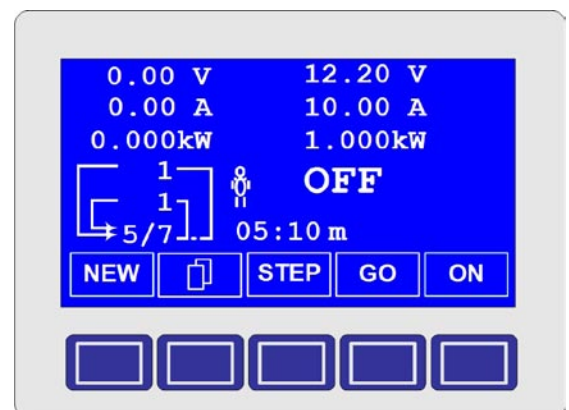 0.00 V 12.20 V
0.00 A 10.00 A
0.000kW 1.000kW
1 OFF
1
5/7 05:10 m
NEW STEP GO ON